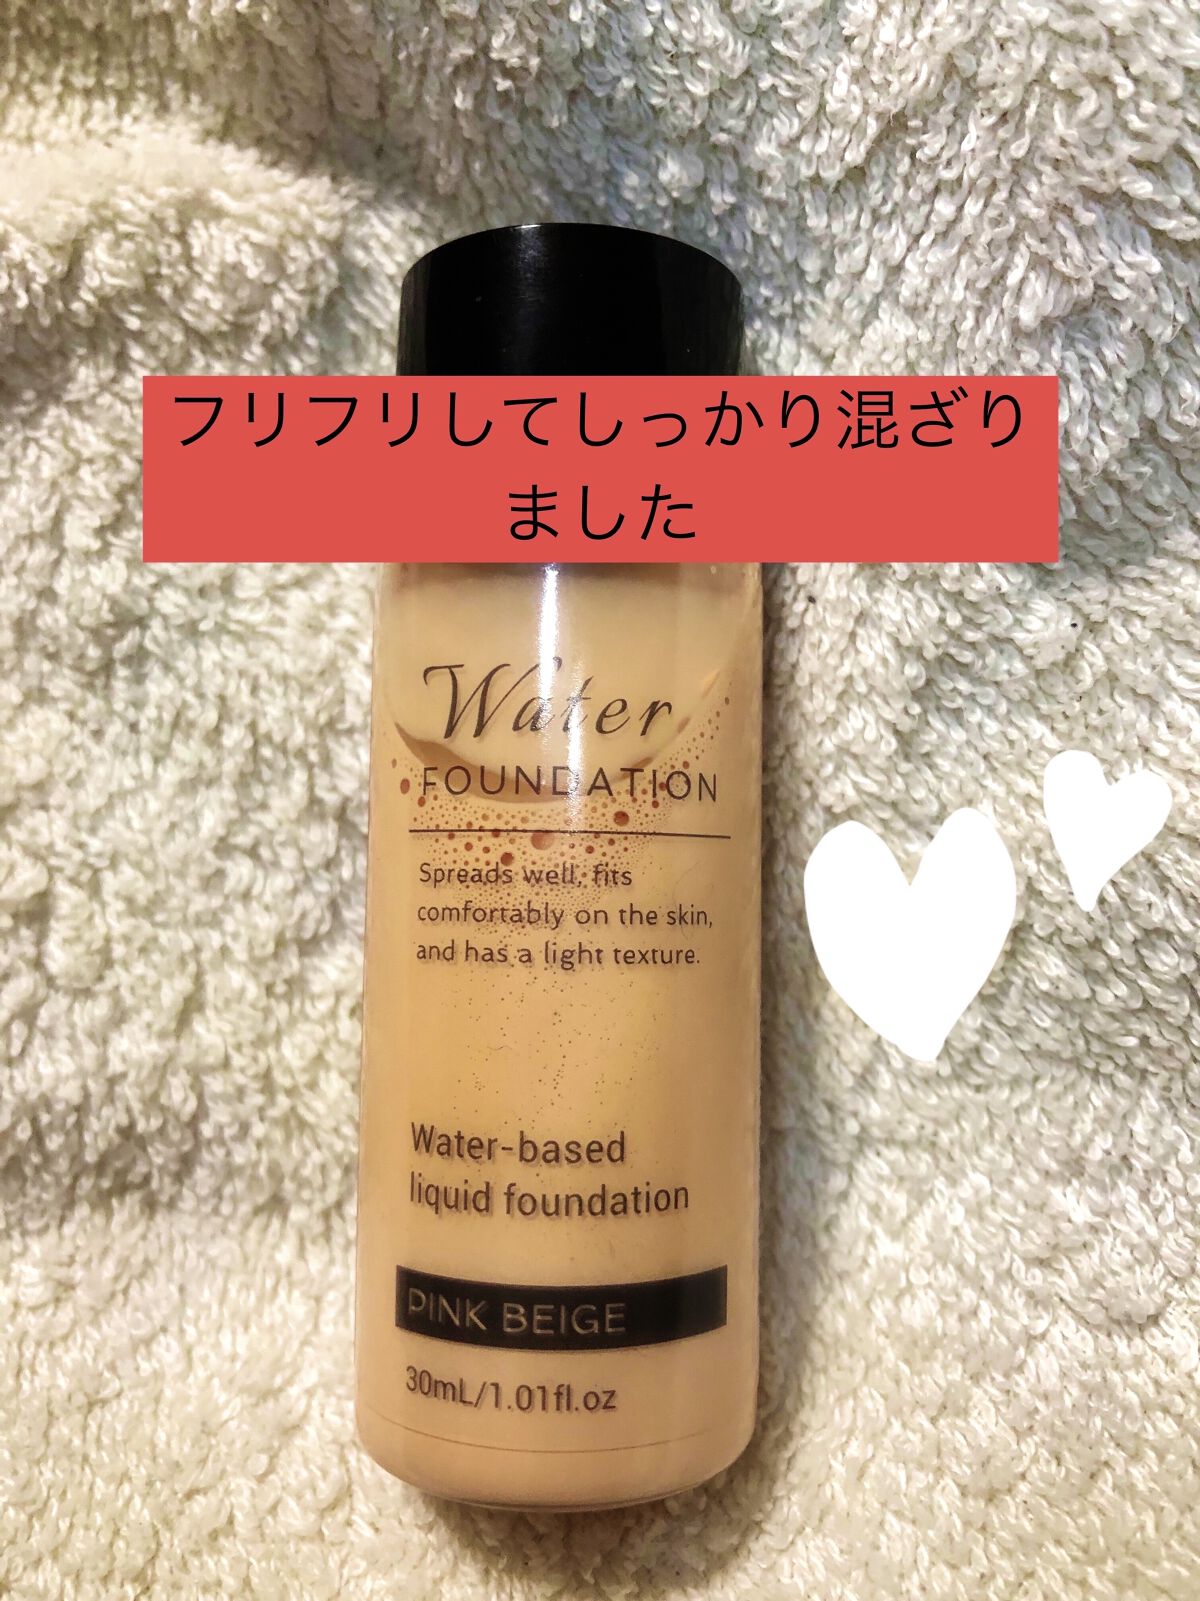 フリフリしてしっかり混ざり
ました
Water
FOUNDATION
Spreads well, fits
comfortably on the skin,
and has a light texture.
Water-based
liquid foundation
PINK BEIGE
30mL/1.01fl.oz